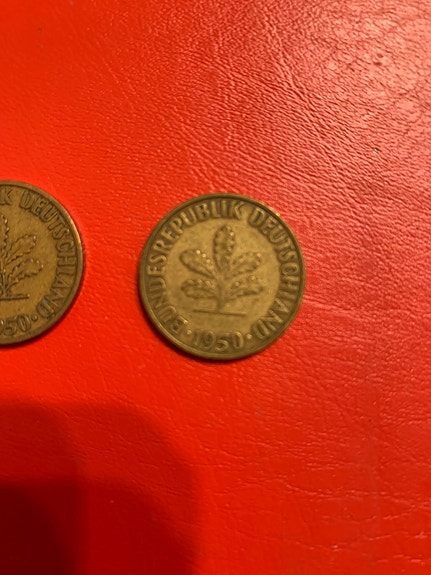 K DEUTSCHLAND·
1950·
BUNDESREPUBLIK DEUTSCHLAND
·1950·